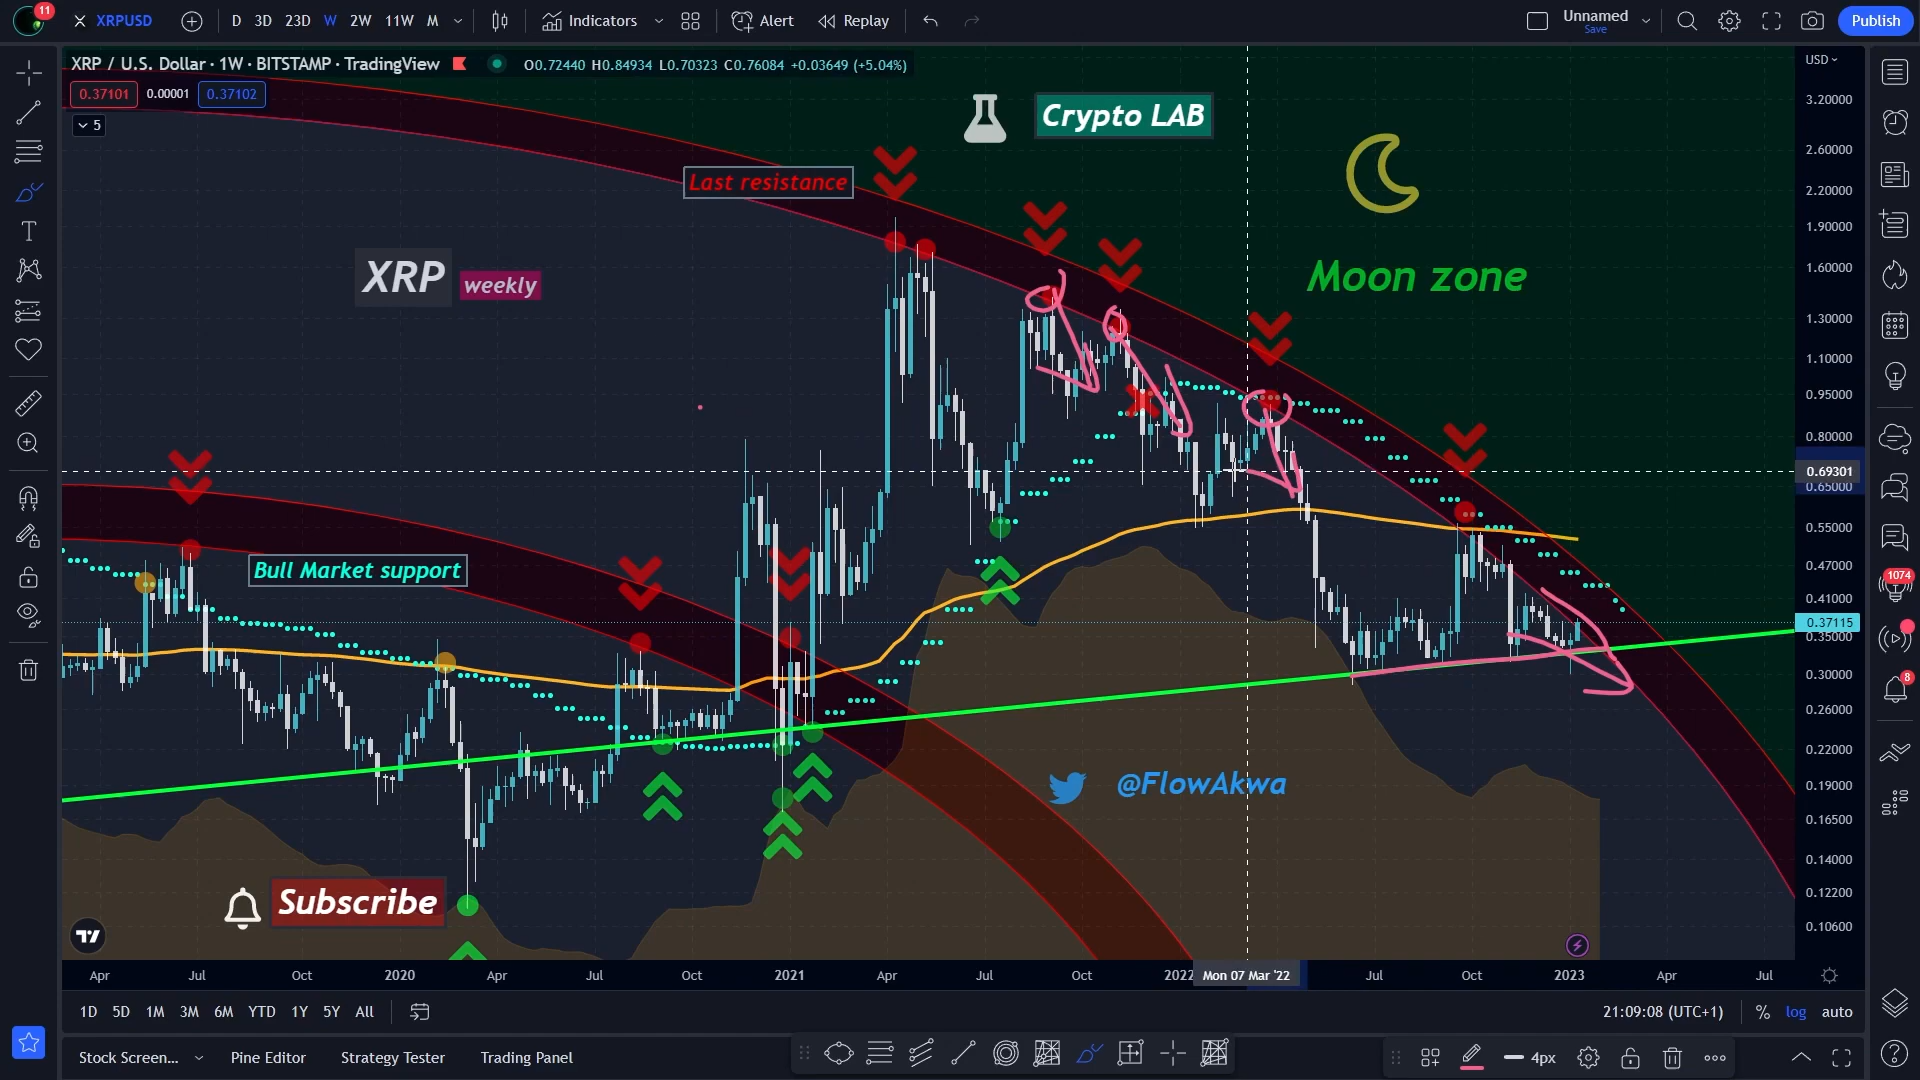 11
XRPUSD
D 3D 23D W 2W 11W M
Indicators
Alert
Replay
Unnamed
Save
Publish
XRP / U.S. Dollar · 1W · BITSTAMP · TradingView
O0.72440 H0.84934 L0.70323 C0.76084 +0.03649 (+5.04%)
USD
0.37101 0.00001 0.37102
5
Crypto LAB
Last resistance
XRP weekly
Moon zone
Bull Market support
@FlowAkwa
Subscribe
3.20000
2.60000
2.20000
1.90000
1.60000
1.30000
1.10000
0.95000
0.80000
0.69301
0.65000
0.55000
0.47000
0.41000
0.37115
0.35000
0.30000
0.26000
0.22000
0.19000
0.16500
0.14000
0.12200
0.10600
1074
8
Apr Jul Oct 2020 Apr Jul Oct 2021 Apr Jul Oct 2022 Mon 07 Mar '22 Jul Oct 2023 Apr Jul
1D 5D 1M 3M 6M YTD 1Y 5Y All
21:09:08 (UTC+1) % log auto
Stock Screen... Pine Editor Strategy Tester Trading Panel
4px